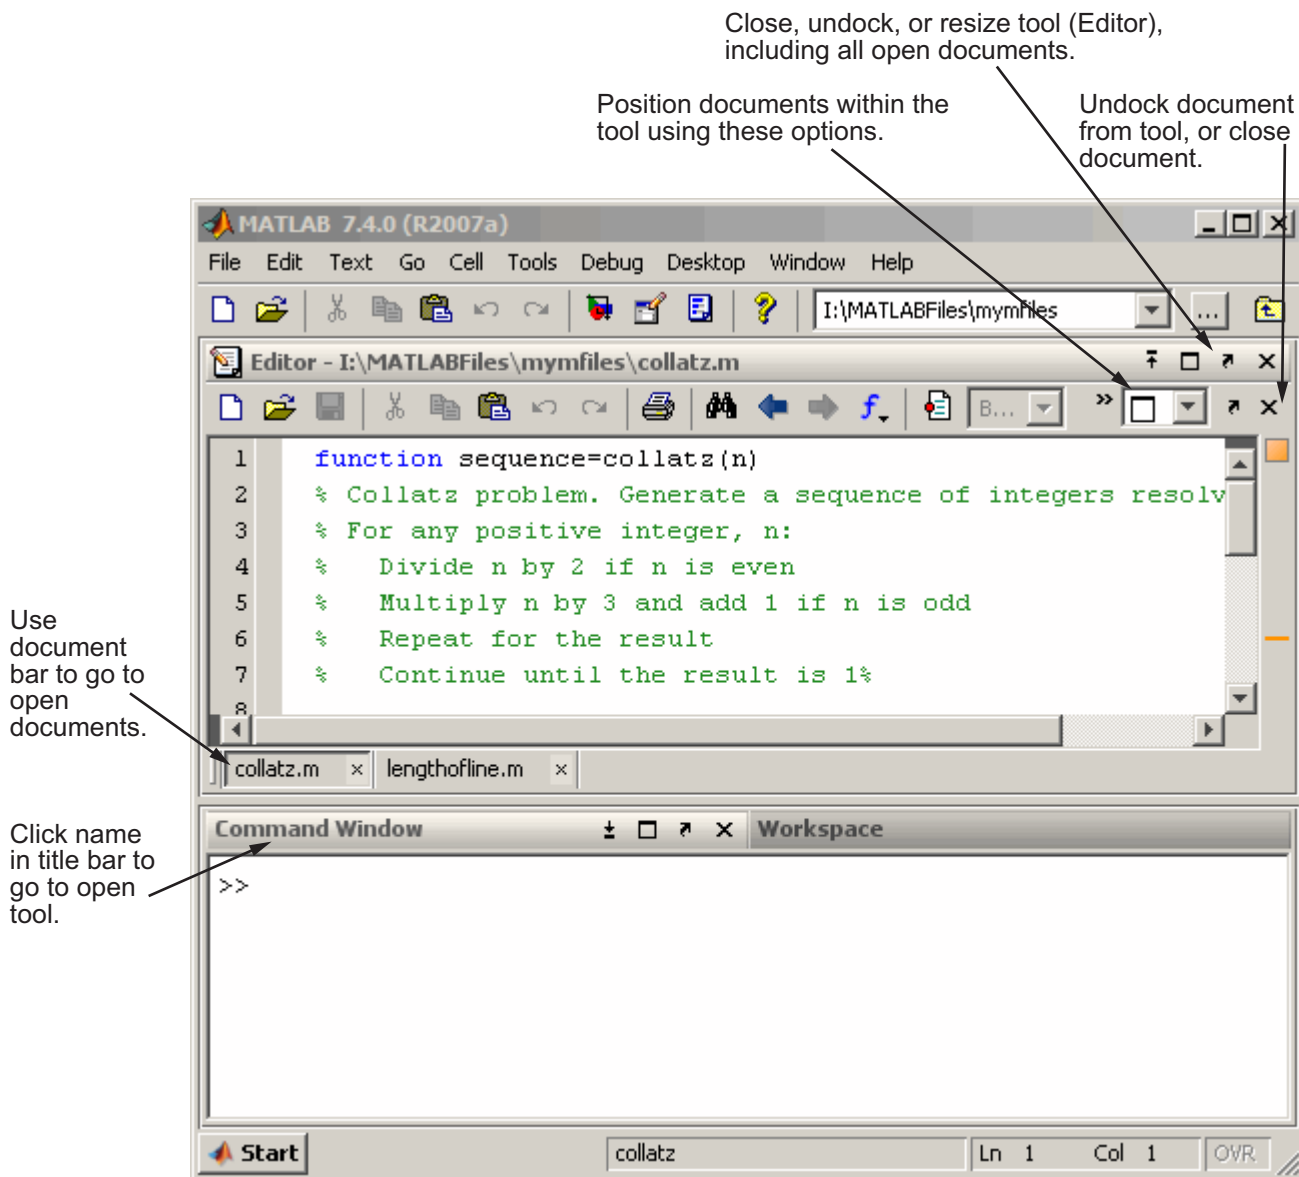 Close, undock, or resize tool (Editor),
including all open documents.
Position documents within the
tool using these options.
Undock document
from tool, or close
document.
MATLAB 7.4.0 (R2007a)
File Edit Text Go Cell Tools Debug Desktop Window Help
I:\MATLABFiles\mymfiles
...
Editor - I:\MATLABFiles\mymfiles\collatz.m
B...
1 function sequence=collatz(n)
2 % Collatz problem. Generate a sequence of integers resolv
3 % For any positive integer, n:
4 % Divide n by 2 if n is even
5 % Multiply n by 3 and add 1 if n is odd
6 % Repeat for the result
7 % Continue until the result is 1%
8
Use
document
bar to go to
open
documents.
collatz.m × lengthofline.m ×
Click name
in title bar to
go to open
tool.
Command Window Workspace
>>
Start collatz Ln 1 Col 1 OVR